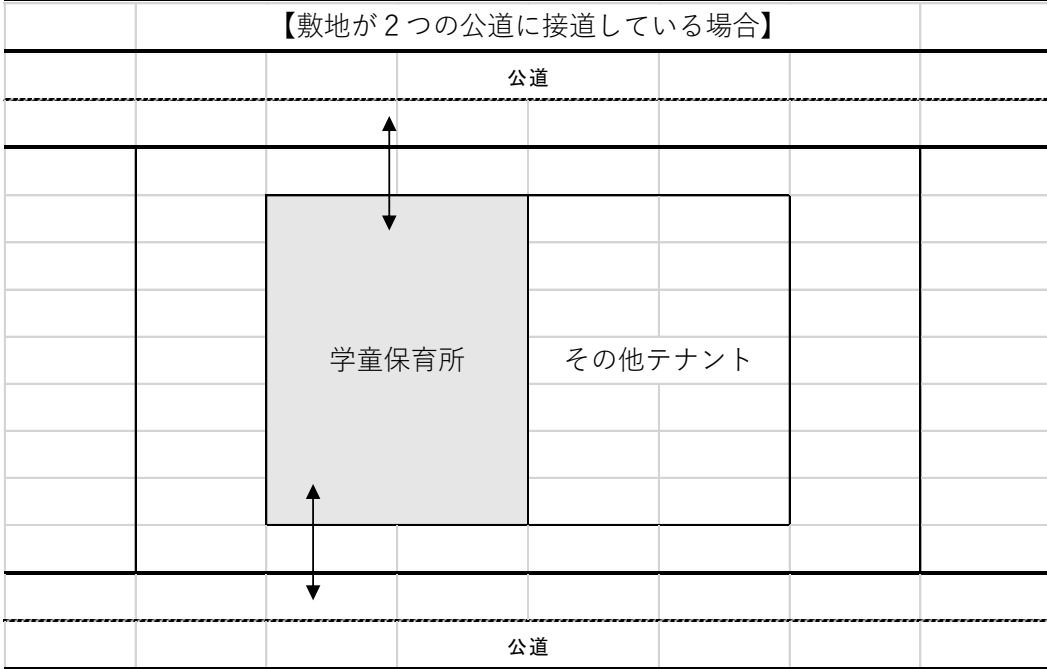 【敷地が２つの公道に接道している場合】
公道
学童保育所
その他テナント
公道